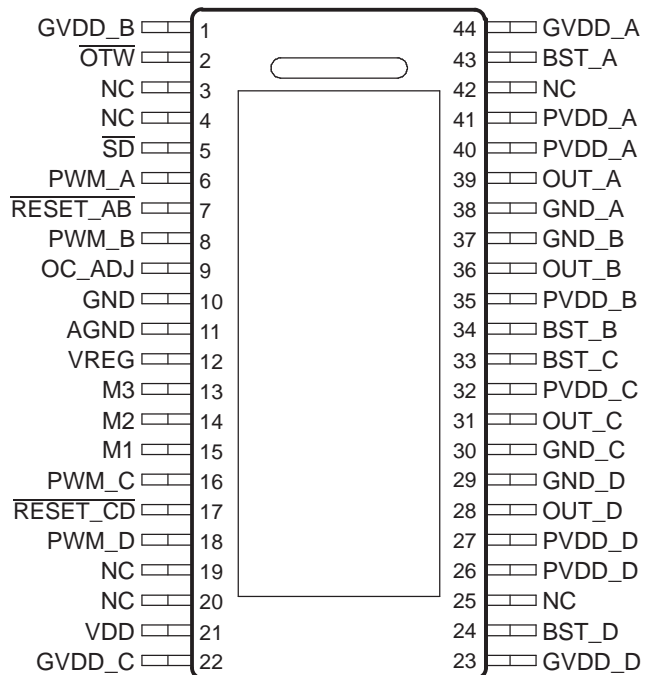 GVDD_B 1 44 GVDD_A
OTW 2 43 BST_A
NC 3 42 NC
NC 4 41 PVDD_A
SD 5 40 PVDD_A
PWM_A 6 39 OUT_A
RESET_AB 7 38 GND_A
PWM_B 8 37 GND_B
OC_ADJ 9 36 OUT_B
GND 10 35 PVDD_B
AGND 11 34 BST_B
VREG 12 33 BST_C
M3 13 32 PVDD_C
M2 14 31 OUT_C
M1 15 30 GND_C
PWM_C 16 29 GND_D
RESET_CD 17 28 OUT_D
PWM_D 18 27 PVDD_D
NC 19 26 PVDD_D
NC 20 25 NC
VDD 21 24 BST_D
GVDD_C 22 23 GVDD_D